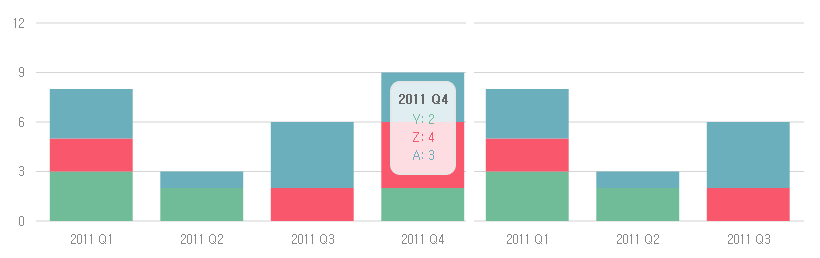 12
9
6
3
0
2011 Q4
Y: 2
Z: 4
A: 3
2011 Q1
2011 Q2
2011 Q3
2011 Q4
2011 Q1
2011 Q2
2011 Q3